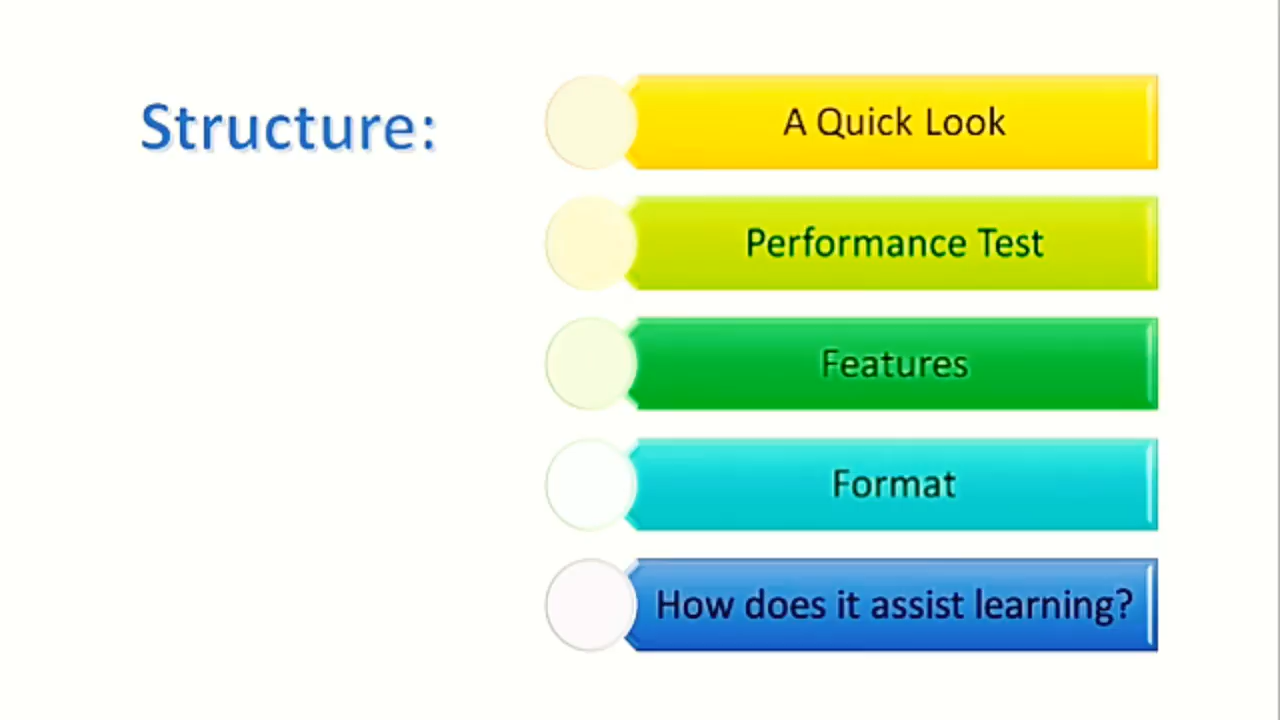 Structure:
A Quick Look
Performance Test
Features
Format
How does it assist learning?